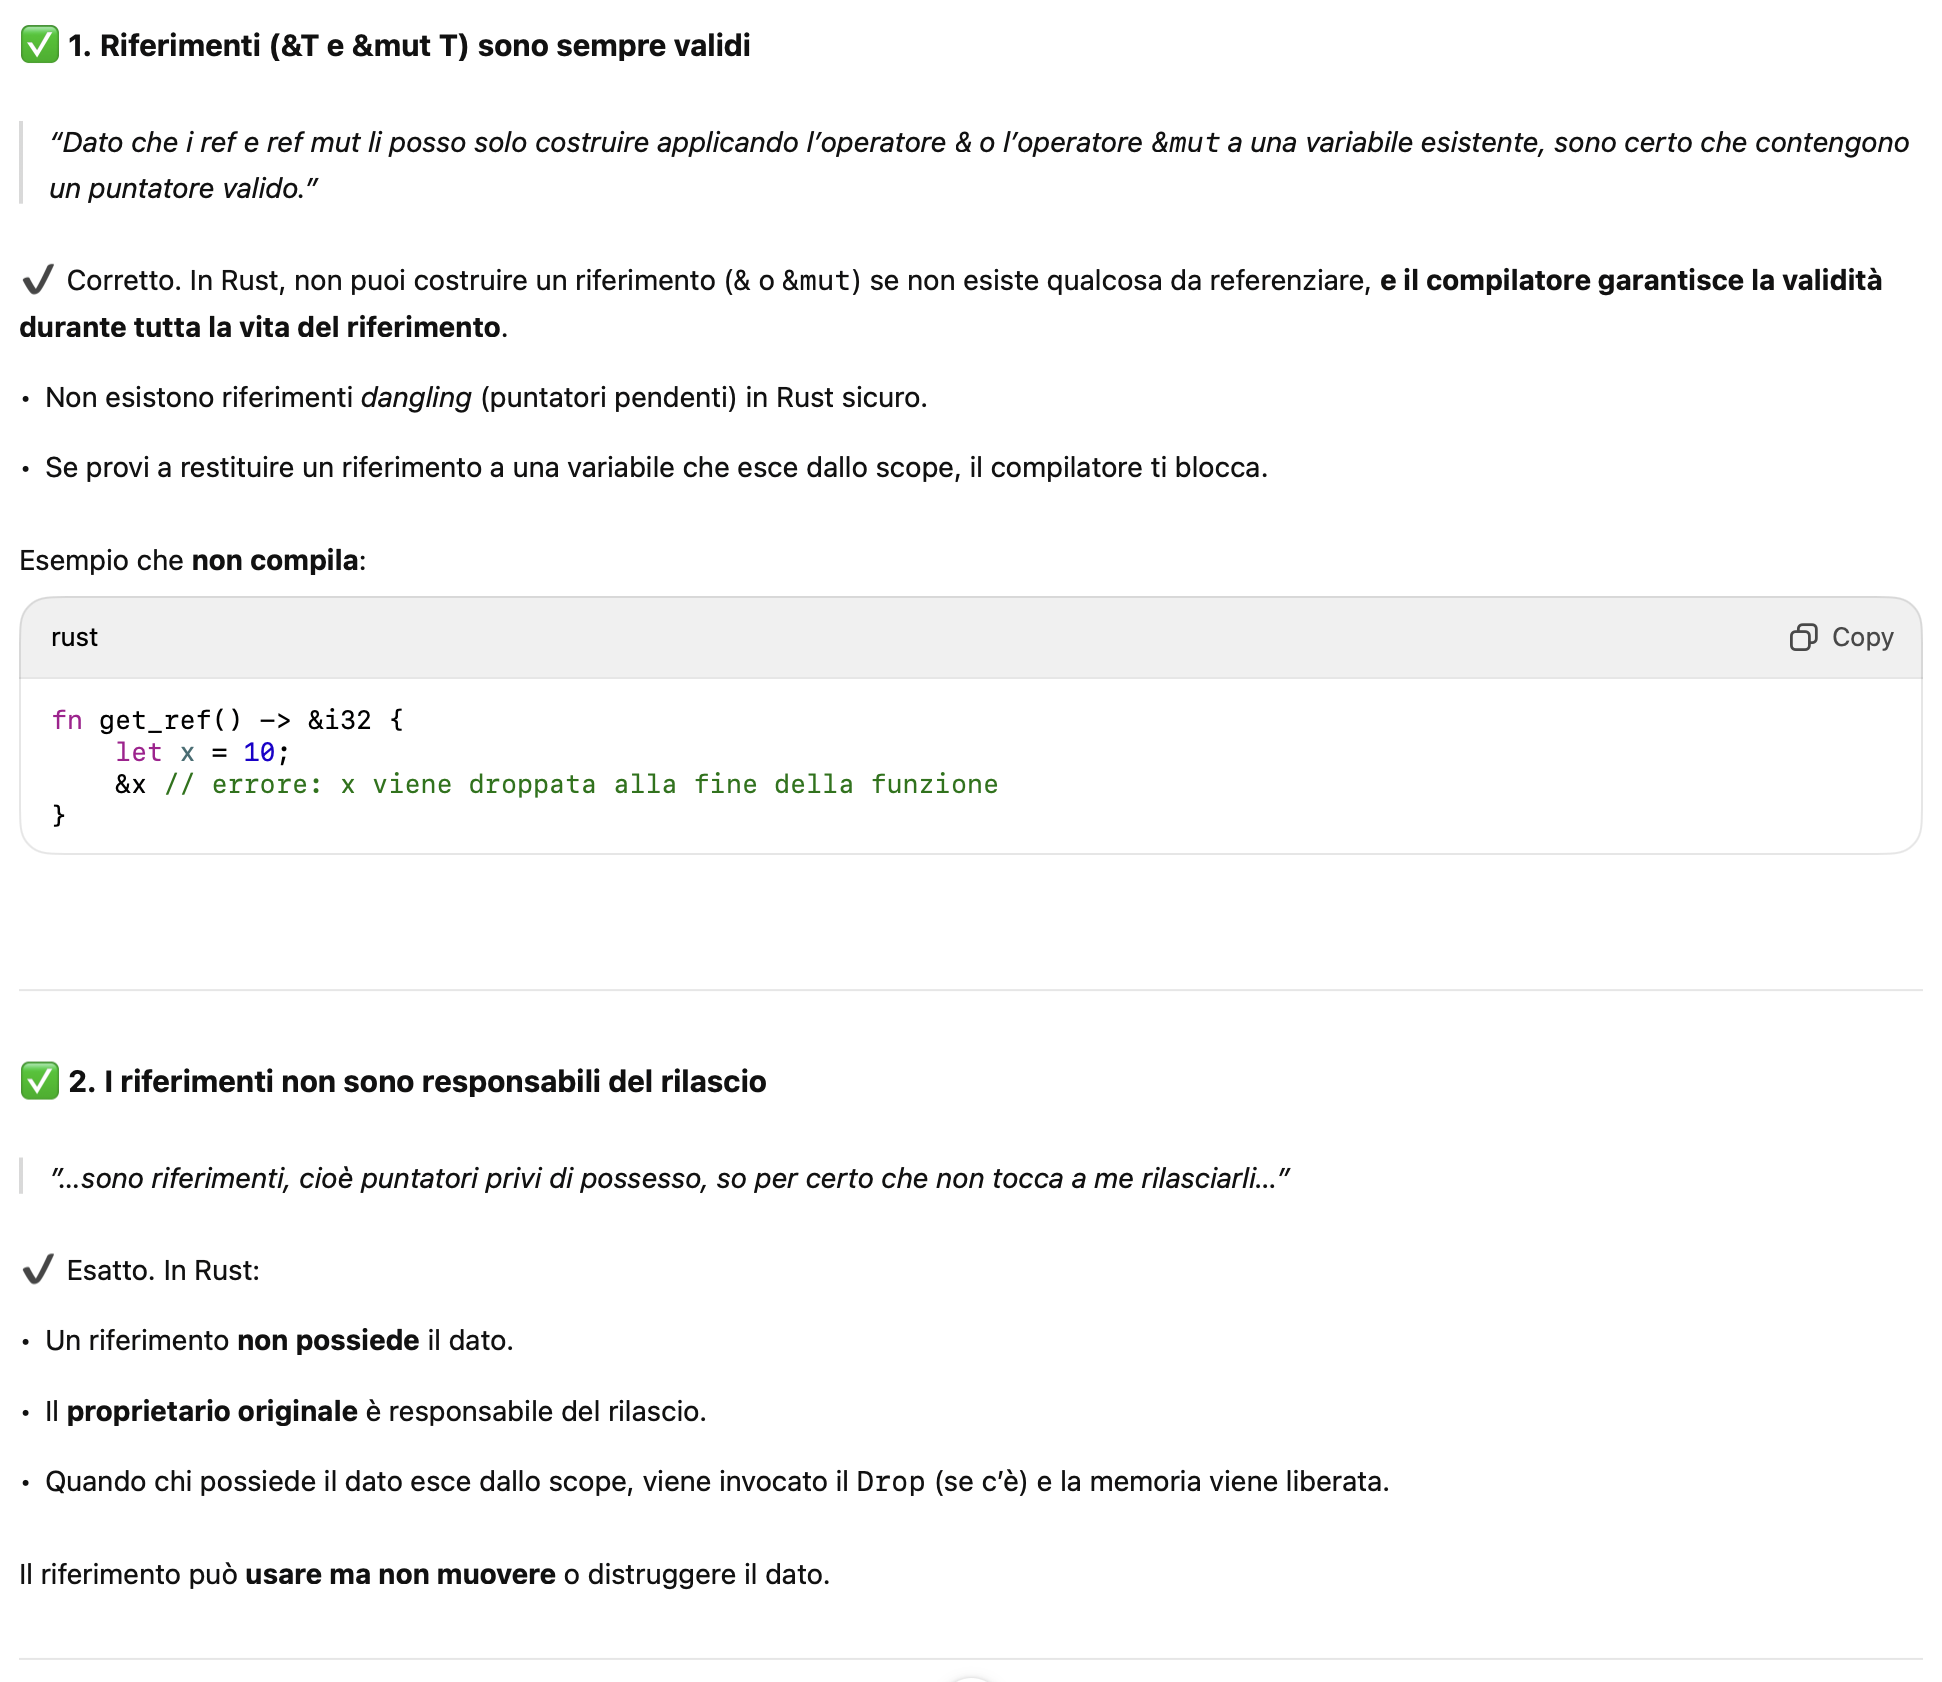 ✅ 1. Riferimenti (&T e &mut T) sono sempre validi
“Dato che i ref e ref mut li posso solo costruire applicando l’operatore & o l’operatore &mut a una variabile esistente, sono certo che contengono
un puntatore valido.”
✔ Corretto. In Rust, non puoi costruire un riferimento (& o &mut) se non esiste qualcosa da referenziare, e il compilatore garantisce la validità
durante tutta la vita del riferimento.
• Non esistono riferimenti dangling (puntatori pendenti) in Rust sicuro.
• Se provi a restituire un riferimento a una variabile che esce dallo scope, il compilatore ti blocca.
Esempio che non compila:
rust
Copy
fn get_ref() -> &i32 {
    let x = 10;
    &x // errore: x viene droppata alla fine della funzione
}
✅ 2. I riferimenti non sono responsabili del rilascio
”…sono riferimenti, cioè puntatori privi di possesso, so per certo che non tocca a me rilasciarli…”
✔ Esatto. In Rust:
• Un riferimento non possiede il dato.
• Il proprietario originale è responsabile del rilascio.
• Quando chi possiede il dato esce dallo scope, viene invocato il Drop (se c’è) e la memoria viene liberata.
Il riferimento può usare ma non muovere o distruggere il dato.